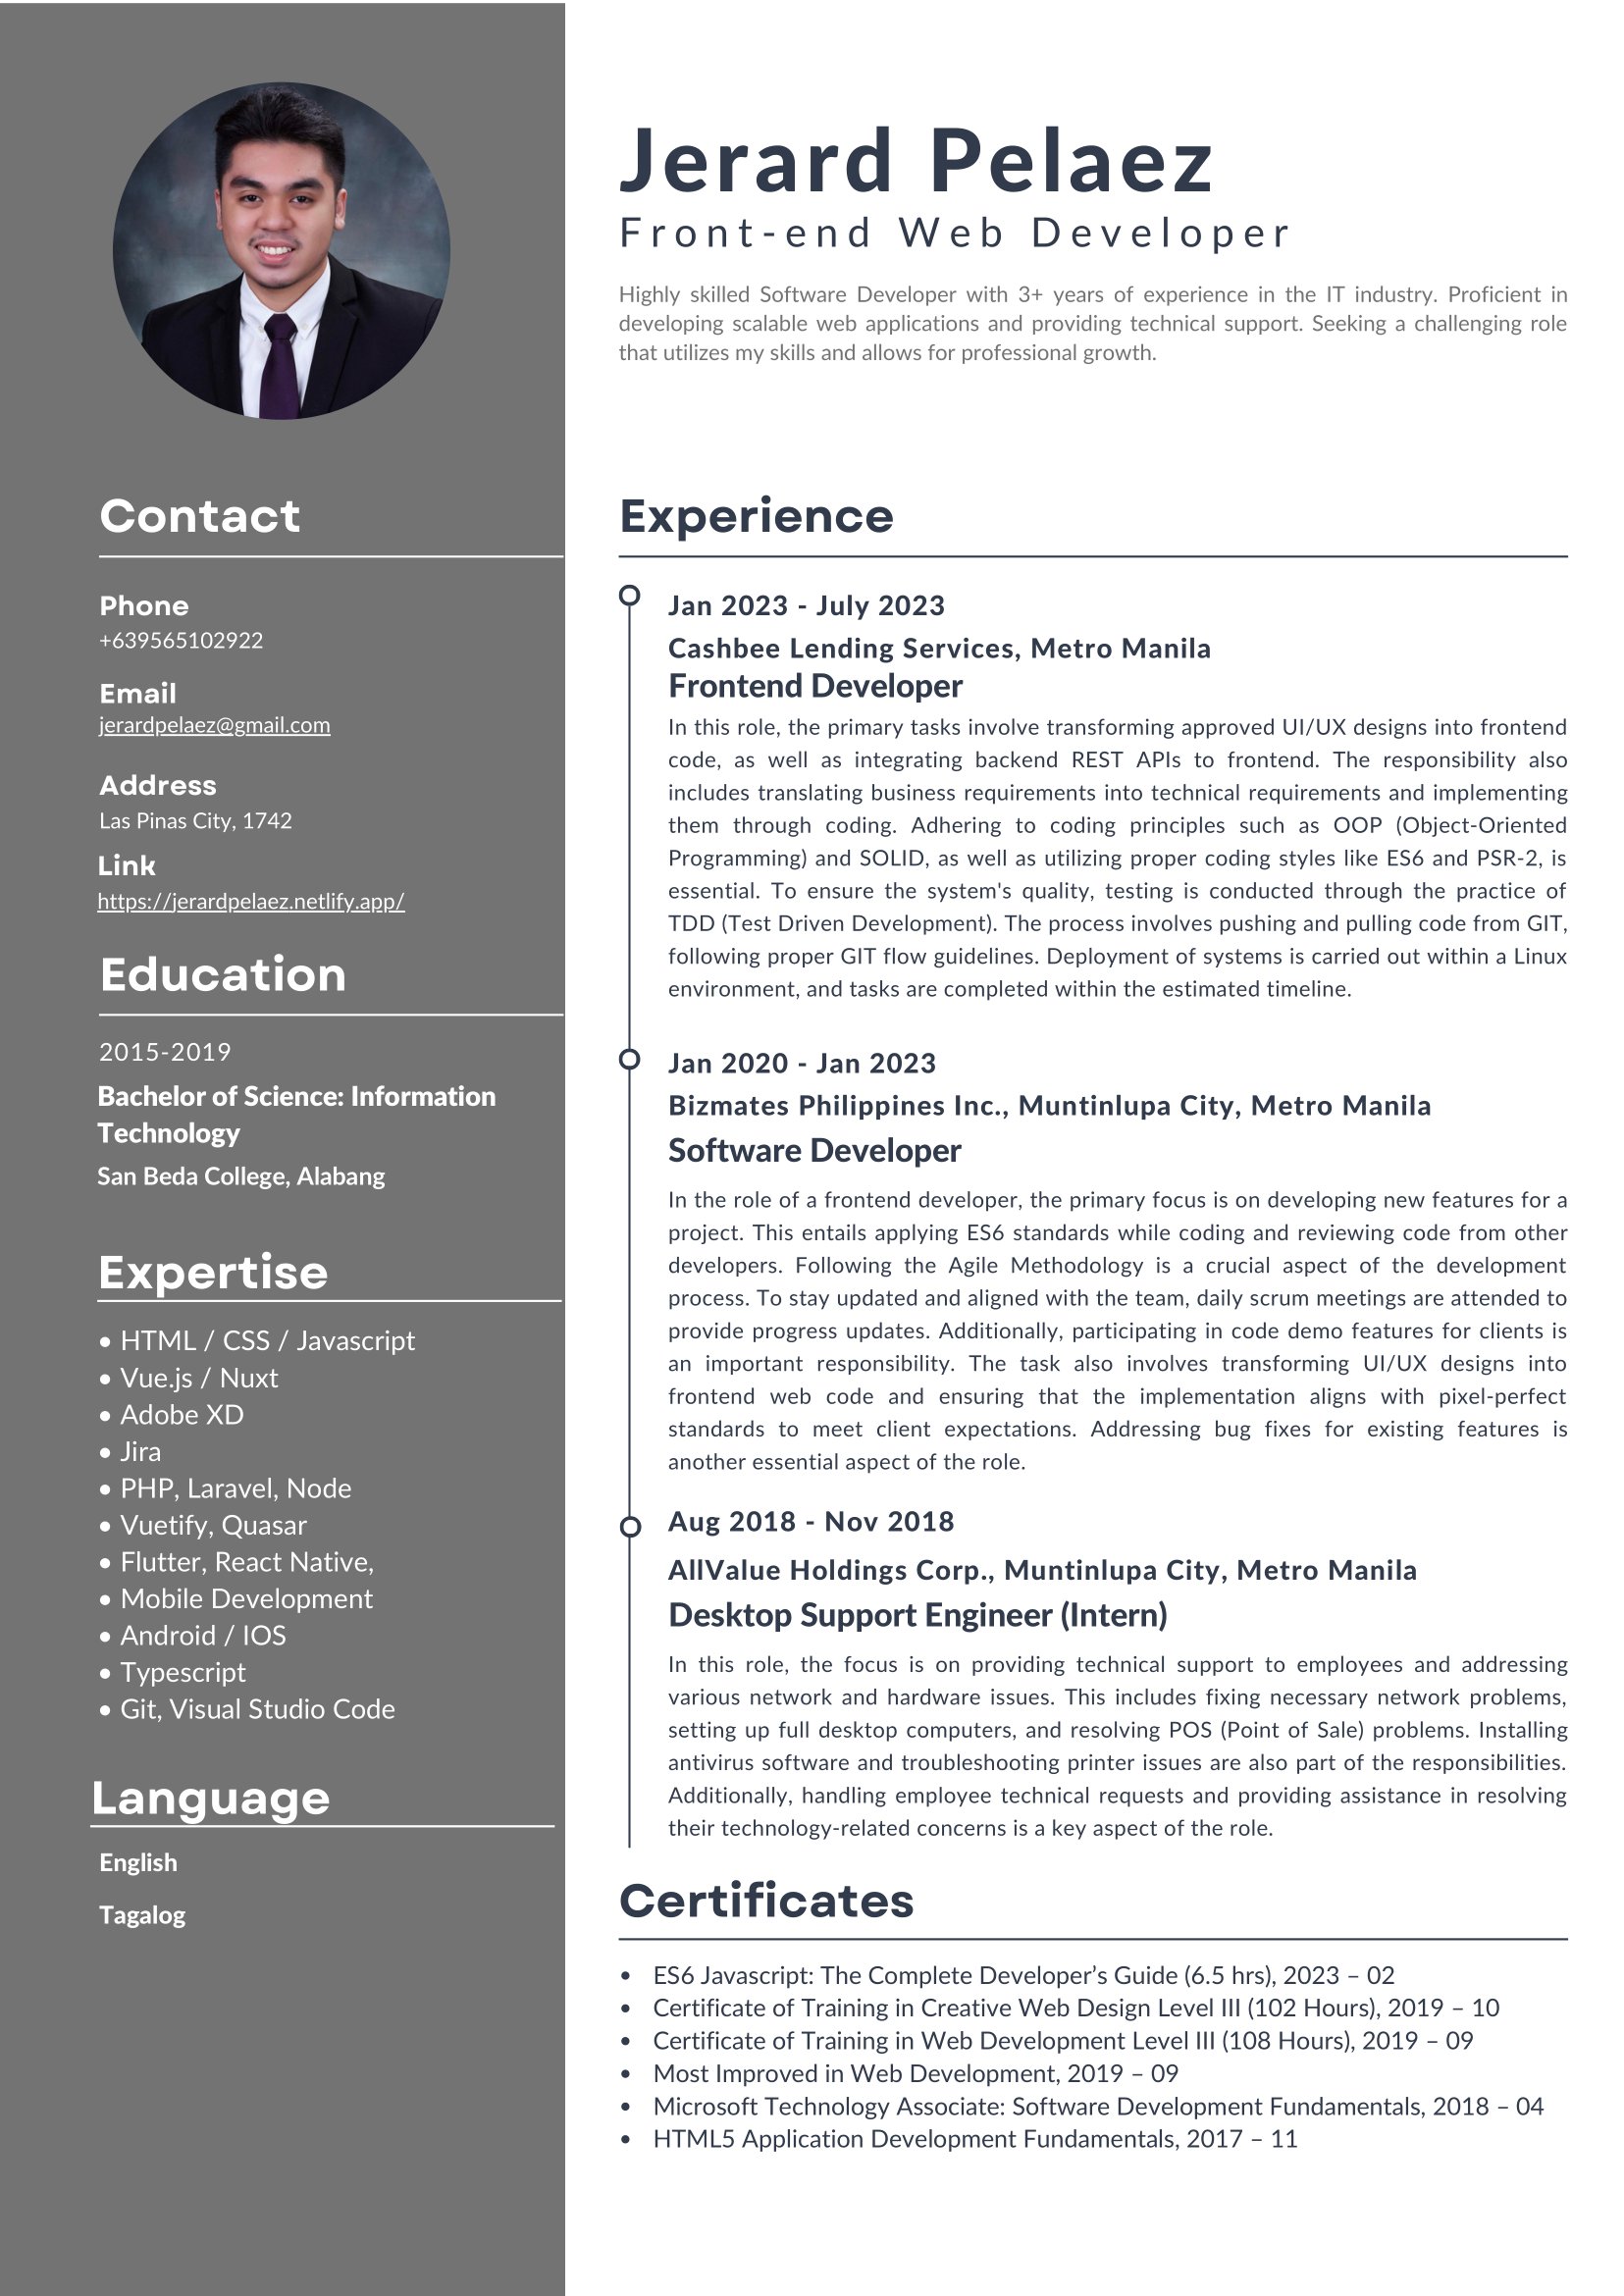 Jerard Pelaez
Front-end Web Developer
Highly skilled Software Developer with 3+ years of experience in the IT industry. Proficient in
developing scalable web applications and providing technical support. Seeking a challenging role
that utilizes my skills and allows for professional growth.
Contact
Phone
+639565102922
Email
jerardpelaez@gmail.com
Address
Las Pinas City, 1742
Link
https://jerardpelaez.netlify.app/
Education
2015-2019
Bachelor of Science: Information
Technology
San Beda College, Alabang
Expertise
• HTML / CSS / Javascript
• Vue.js / Nuxt
• Adobe XD
• Jira
• PHP, Laravel, Node
• Vuetify, Quasar
• Flutter, React Native,
• Mobile Development
• Android / IOS
• Typescript
• Git, Visual Studio Code
Language
English
Tagalog
Experience
Jan 2023 - July 2023
Cashbee Lending Services, Metro Manila
Frontend Developer
In this role, the primary tasks involve transforming approved UI/UX designs into frontend
code, as well as integrating backend REST APIs to frontend. The responsibility also
includes translating business requirements into technical requirements and implementing
them through coding. Adhering to coding principles such as OOP (Object-Oriented
Programming) and SOLID, as well as utilizing proper coding styles like ES6 and PSR-2, is
essential. To ensure the system's quality, testing is conducted through the practice of
TDD (Test Driven Development). The process involves pushing and pulling code from GIT,
following proper GIT flow guidelines. Deployment of systems is carried out within a Linux
environment, and tasks are completed within the estimated timeline.
Jan 2020 - Jan 2023
Bizmates Philippines Inc., Muntinlupa City, Metro Manila
Software Developer
In the role of a frontend developer, the primary focus is on developing new features for a
project. This entails applying ES6 standards while coding and reviewing code from other
developers. Following the Agile Methodology is a crucial aspect of the development
process. To stay updated and aligned with the team, daily scrum meetings are attended to
provide progress updates. Additionally, participating in code demo features for clients is
an important responsibility. The task also involves transforming UI/UX designs into
frontend web code and ensuring that the implementation aligns with pixel-perfect
standards to meet client expectations. Addressing bug fixes for existing features is
another essential aspect of the role.
Aug 2018 - Nov 2018
AllValue Holdings Corp., Muntinlupa City, Metro Manila
Desktop Support Engineer (Intern)
In this role, the focus is on providing technical support to employees and addressing
various network and hardware issues. This includes fixing necessary network problems,
setting up full desktop computers, and resolving POS (Point of Sale) problems. Installing
antivirus software and troubleshooting printer issues are also part of the responsibilities.
Additionally, handling employee technical requests and providing assistance in resolving
their technology-related concerns is a key aspect of the role.
Certificates
• ES6 Javascript: The Complete Developer’s Guide (6.5 hrs), 2023 – 02
• Certificate of Training in Creative Web Design Level III (102 Hours), 2019 – 10
• Certificate of Training in Web Development Level III (108 Hours), 2019 – 09
• Most Improved in Web Development, 2019 – 09
• Microsoft Technology Associate: Software Development Fundamentals, 2018 – 04
• HTML5 Application Development Fundamentals, 2017 – 11